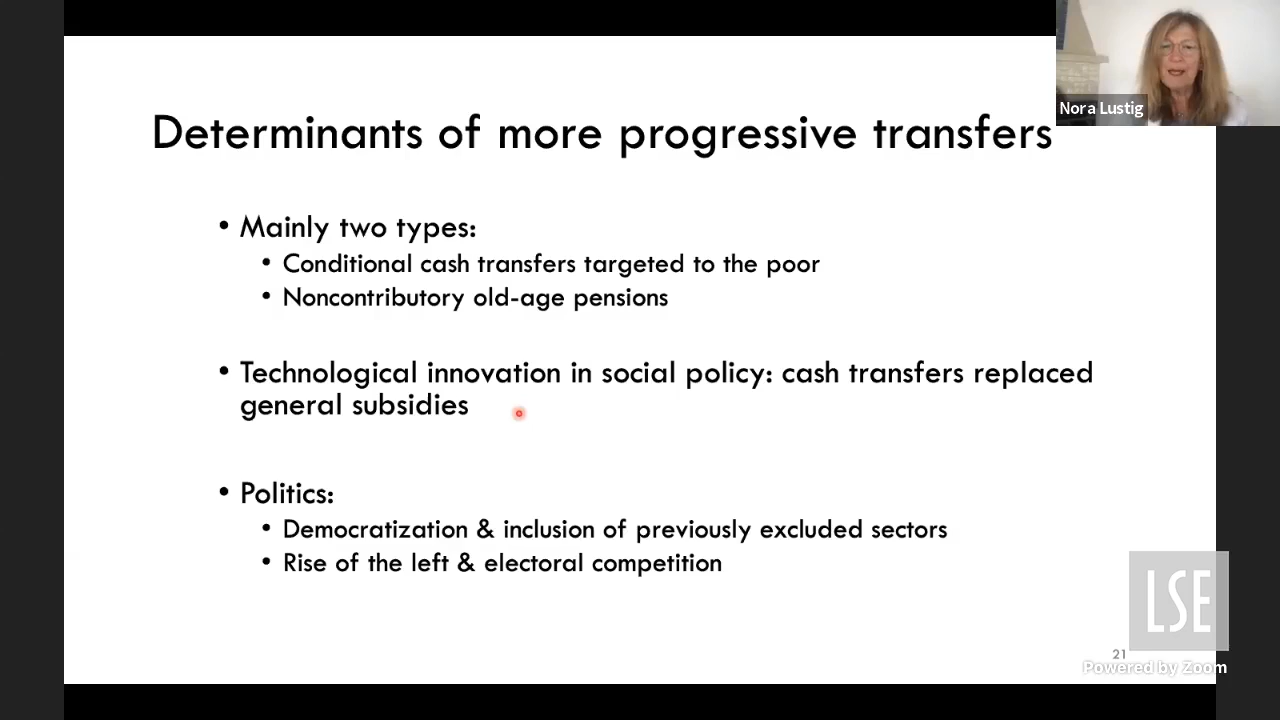 Nora Lustig
Determinants of more progressive transfers
• Mainly two types:
• Conditional cash transfers targeted to the poor
• Noncontributory old-age pensions
• Technological innovation in social policy: cash transfers replaced
general subsidies
• Politics:
• Democratization & inclusion of previously excluded sectors
• Rise of the left & electoral competition
LSE
21
Powered by Zoom